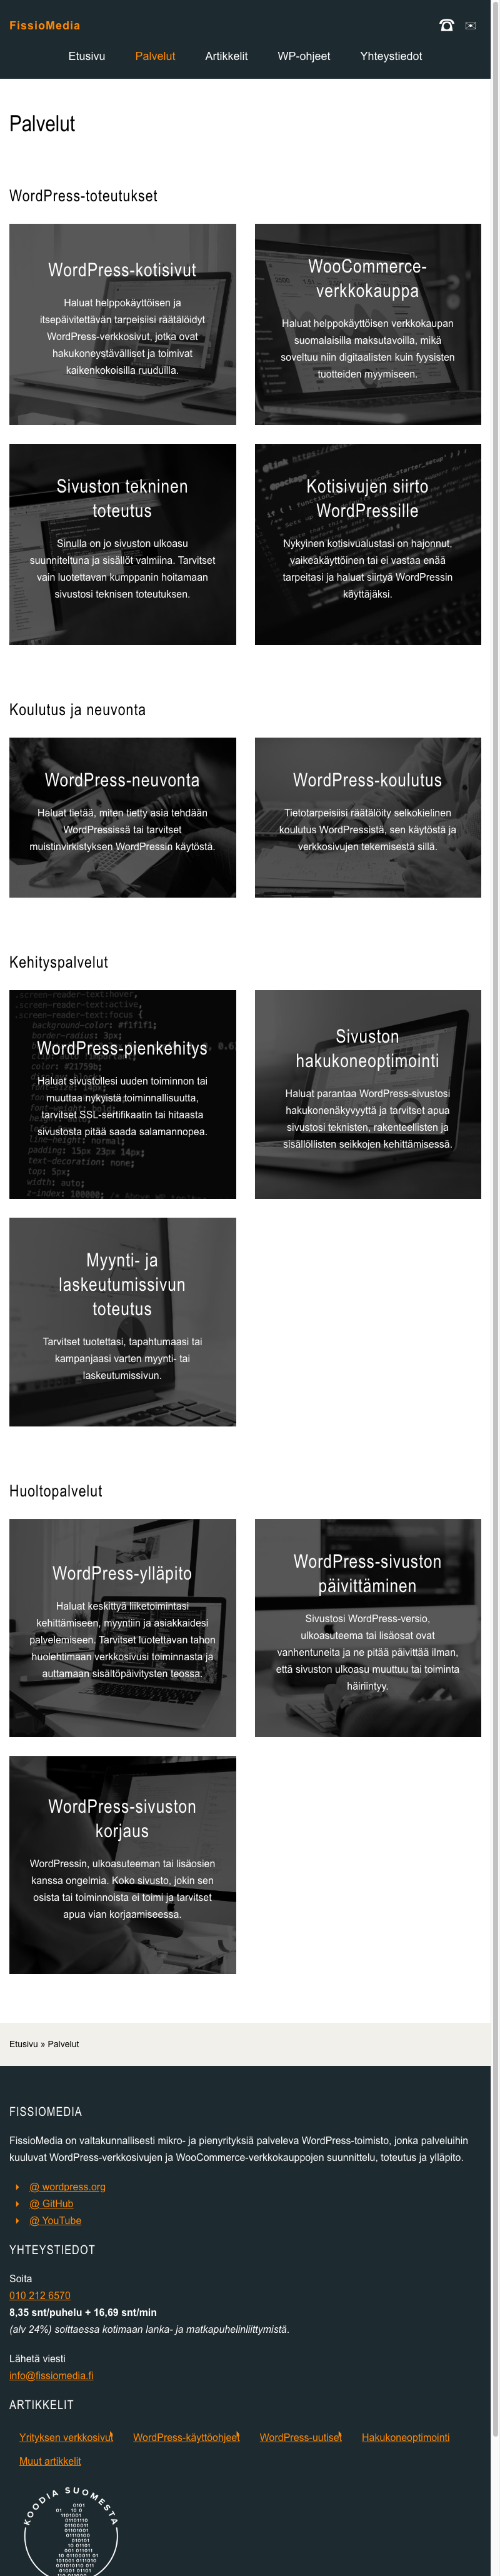 FissioMedia
Etusivu Palvelut Artikkelit WP-ohjeet Yhteystiedot
Palvelut
WordPress-toteutukset
WordPress-kotisivut
Haluat helppokäyttöisen ja
itsepäivitettävän tarpeisiisi räätälöidyt
WordPress-verkkosivut, jotka ovat
hakukoneystävälliset ja toimivat
kaikenkokoisilla ruuduilla.
WooCommerce-
verkkokauppa
Haluat helppokäyttöisen verkkokaupan
suomalaisilla maksutavoilla, mikä
soveltuu niin digitaalisten kuin fyysisten
tuotteiden myymiseen.
Sivuston tekninen
toteutus
Sinulla on jo sivuston ulkoasu
suunniteltuna ja sisällöt valmiina. Tarvitset
vain luotettavan kumppanin hoitamaan
sivustosi teknisen toteutuksen.
Kotisivujen siirto
WordPressille
Nykyinen kotisivualustasi on hajonnut,
vaikeakäyttöinen tai ei vastaa enää
tarpeitasi ja haluat siirtyä WordPressin
käyttäjäksi.
Koulutus ja neuvonta
WordPress-neuvonta
Haluat tietää, miten tietty asia tehdään
WordPressissä tai tarvitset
muistinvirkistyksen WordPressin käytöstä.
WordPress-koulutus
Tietotarpeisiisi räätälöity selkokielinen
koulutus WordPressistä, sen käytöstä ja
verkkosivujen tekemisestä sillä.
Kehityspalvelut
WordPress-pienkehitys
Haluat sivustollesi uuden toiminnon tai
muuttaa nykyistä toiminnallisuutta,
tarvitset SSL-sertifikaatin tai hitaasta
sivustosta pitää saada salamannopea.
Sivuston
hakukoneoptimointi
Haluat parantaa WordPress-sivustosi
hakukonenäkyvyyttä ja tarvitset apua
sivustosi teknisten, rakenteellisten ja
sisällöllisten seikkojen kehittämisessä.
Myynti- ja
laskeutumissivun
toteutus
Tarvitset tuotettasi, tapahtumaasi tai
kampanjaasi varten myynti- tai
laskeutumissivun.
Huoltopalvelut
WordPress-ylläpito
Haluat keskittyä liiketoimintasi
kehittämiseen, myyntiin ja asiakkaidesi
palvelemiseen. Tarvitset luotettavan tahon
huolehtimaan verkkosivusi toiminnasta ja
auttamaan sisältöpäivitysten teossa.
WordPress-sivuston
päivittäminen
Sivustosi WordPress-versio,
ulkoasuteema tai lisäosat ovat
vanhentuneita ja ne pitää päivittää ilman,
että sivuston ulkoasu muuttuu tai toiminta
häiriintyy.
WordPress-sivuston
korjaus
WordPressin, ulkoasuteeman tai lisäosien
kanssa ongelmia. Koko sivusto, jokin sen
osista tai toiminnoista ei toimi ja tarvitset
apua vian korjaamiseessa.
Etusivu » Palvelut
FISSIOMEDIA
FissioMedia on valtakunnallisesti mikro- ja pienyrityksiä palveleva WordPress-toimisto, jonka palveluihin
kuuluvat WordPress-verkkosivujen ja WooCommerce-verkkokauppojen suunnittelu, toteutus ja ylläpito.
@ wordpress.org
@ GitHub
@ YouTube
YHTEYSTIEDOT
Soita
010 212 6570
8,35 snt/puhelu + 16,69 snt/min
(alv 24%) soittaessa kotimaan lanka- ja matkapuhelinliittymistä.
Lähetä viesti
info@fissiomedia.fi
ARTIKKELIT
Yrityksen verkkosivut WordPress-käyttöohjeet WordPress-uutiset Hakukoneoptimointi
Muut artikkelit
KOODIA SUOMESTA